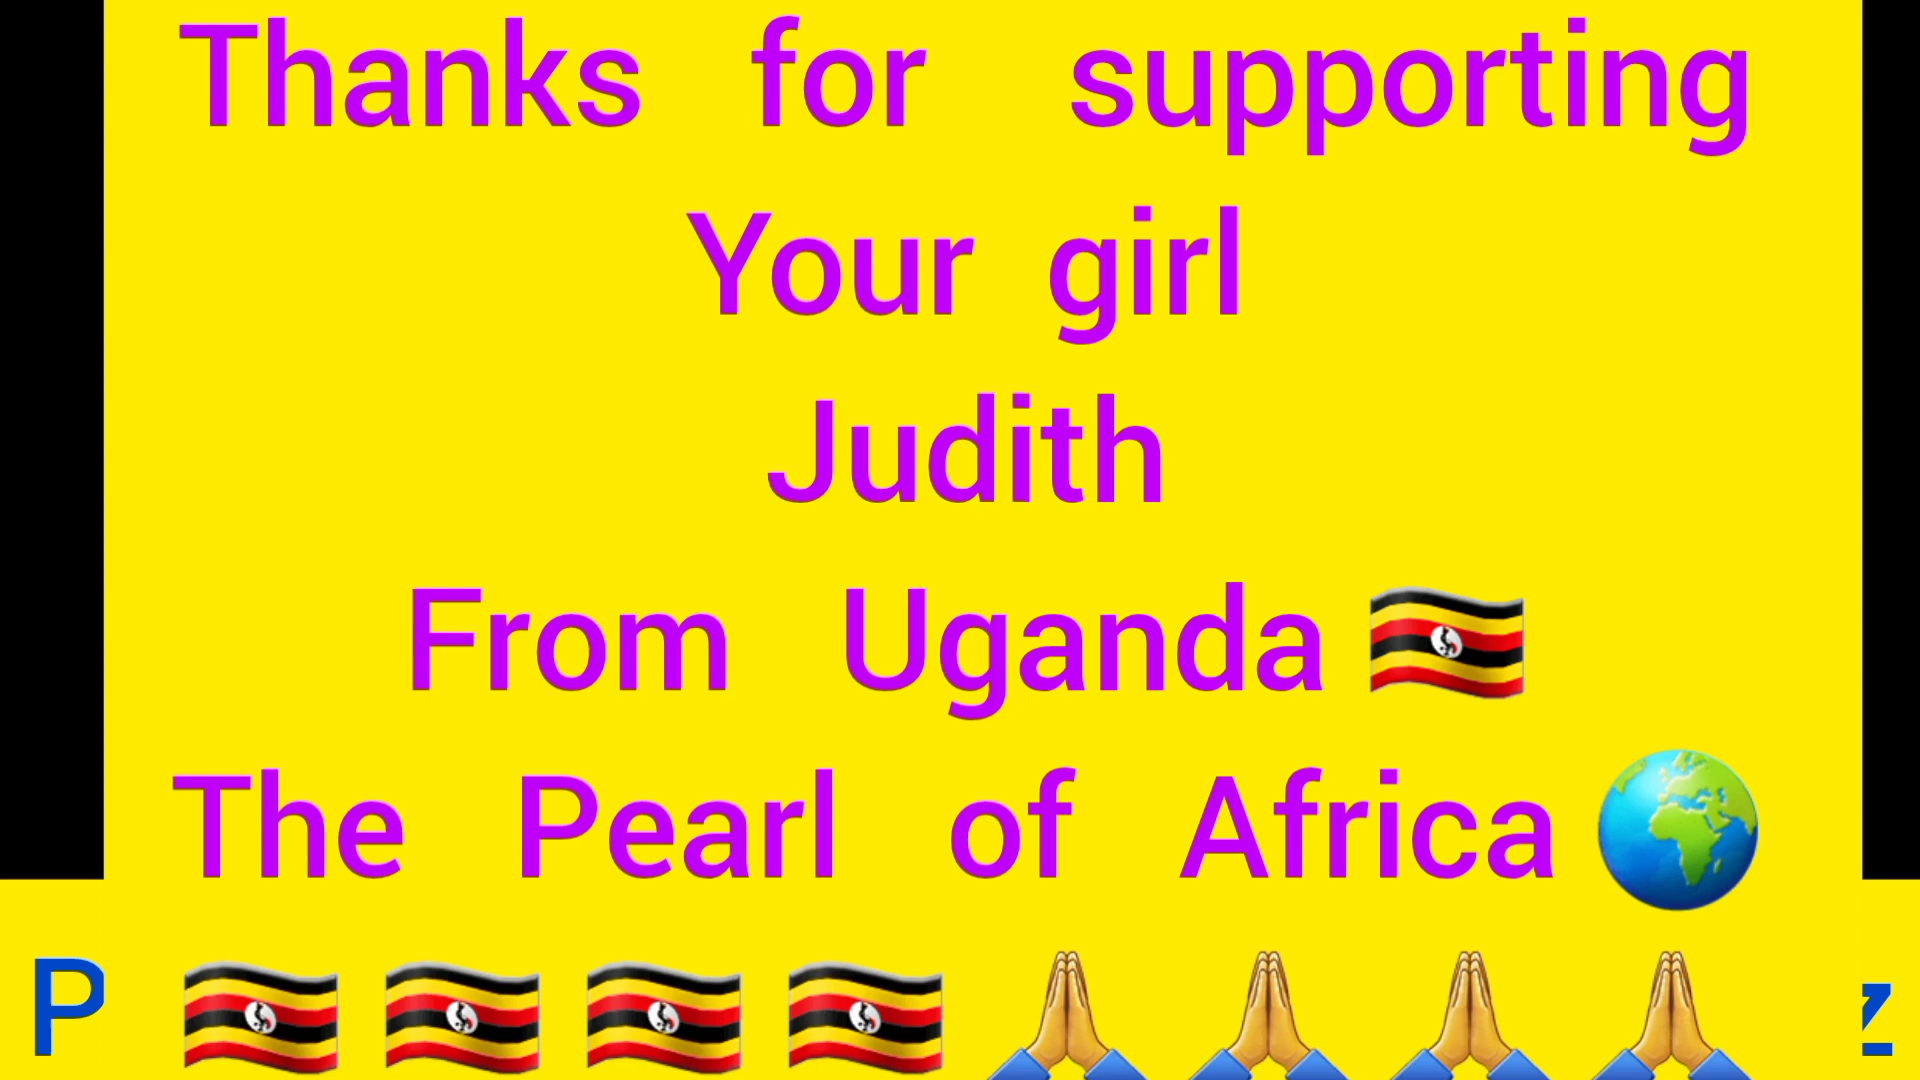 Thanks for supporting
Your girl
Judith
From Uganda 🇺🇬
The Pearl of Africa 🌍
P 🇺🇬🇺🇬🇺🇬🇺🇬🙏🙏🙏🙏 z